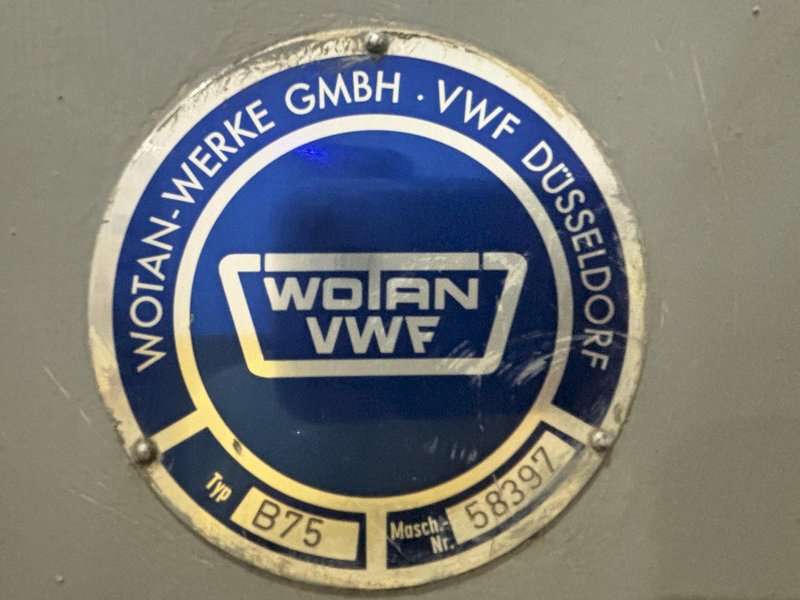 WOTAN-WERKE GMBH · VWF DÜSSELDORF
WOTAN
VWF
Typ B75
Masch.-
Nr. 58397